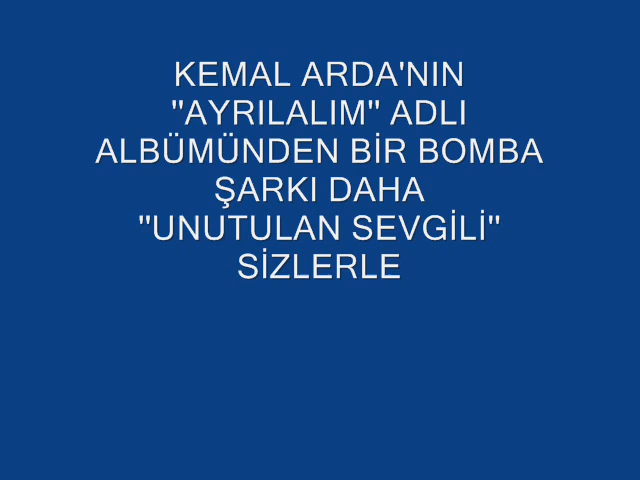 KEMAL ARDA'NIN
"AYRILALIM" ADLI
ALBÜMÜNDEN BİR BOMBA
ŞARKI DAHA
"UNUTULAN SEVGİLİ"
SİZLERLE